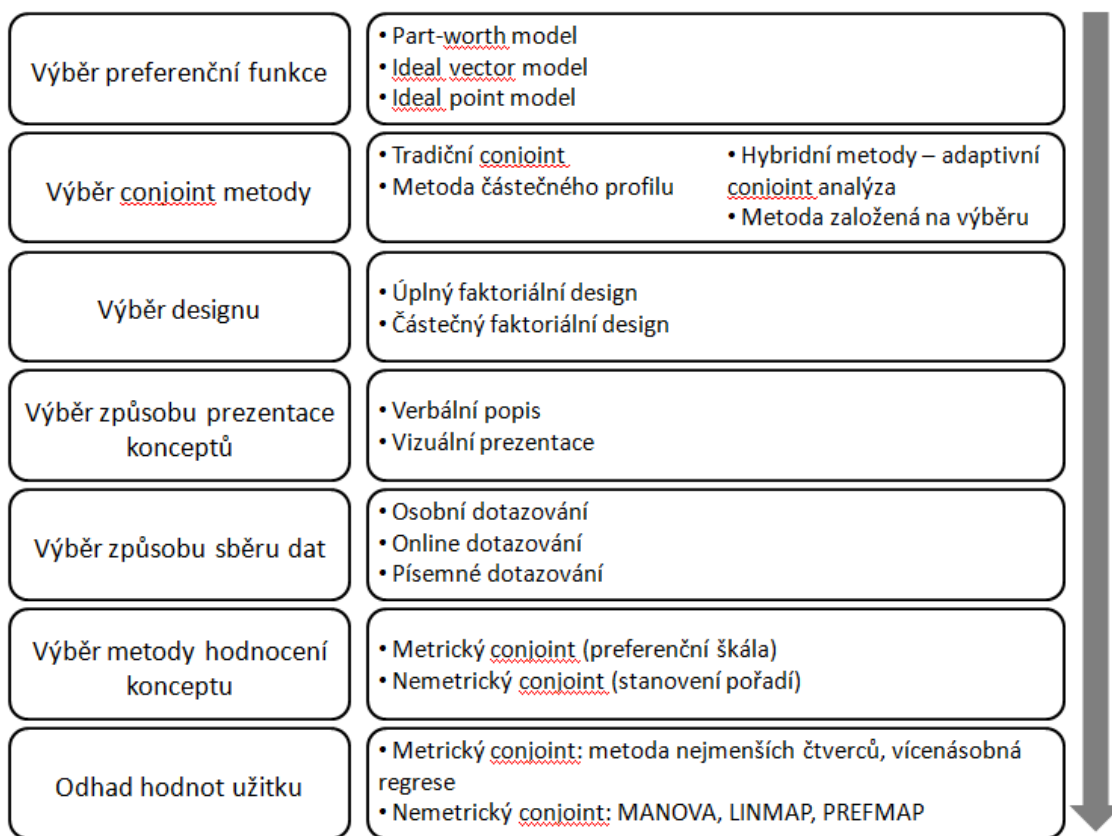 Výběr preferenční funkce
• Part-worth model
• Ideal vector model
• Ideal point model
Výběr conjoint metody
• Tradiční conjoint
• Metoda částečného profilu
• Hybridní metody – adaptivní
conjoint analýza
• Metoda založená na výběru
Výběr designu
• Úplný faktoriální design
• Částečný faktoriální design
Výběr způsobu prezentace
konceptů
• Verbální popis
• Vizuální prezentace
Výběr způsobu sběru dat
• Osobní dotazování
• Online dotazování
• Písemné dotazování
Výběr metody hodnocení
konceptu
• Metrický conjoint (preferenční škála)
• Nemetrický conjoint (stanovení pořadí)
Odhad hodnot užitku
• Metrický conjoint: metoda nejmenších čtverců, vícenásobná
regrese
• Nemetrický conjoint: MANOVA, LINMAP, PREFMAP